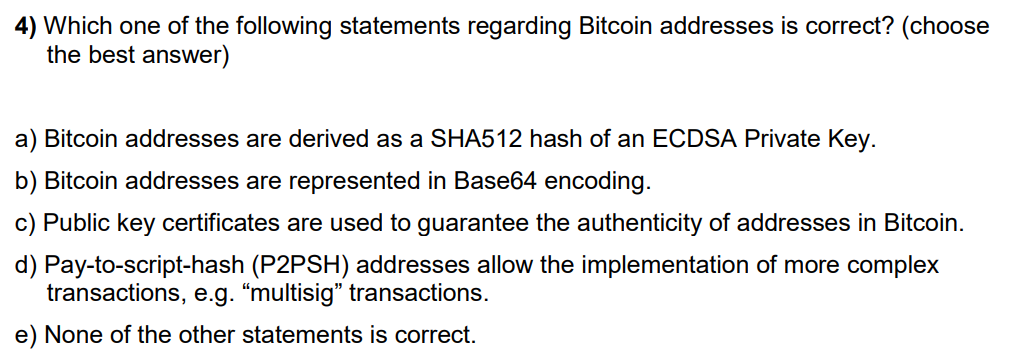 4) Which one of the following statements regarding Bitcoin addresses is correct? (choose
the best answer)
a) Bitcoin addresses are derived as a SHA512 hash of an ECDSA Private Key.
b) Bitcoin addresses are represented in Base64 encoding.
c) Public key certificates are used to guarantee the authenticity of addresses in Bitcoin.
d) Pay-to-script-hash (P2PSH) addresses allow the implementation of more complex
transactions, e.g. “multisig” transactions.
e) None of the other statements is correct.